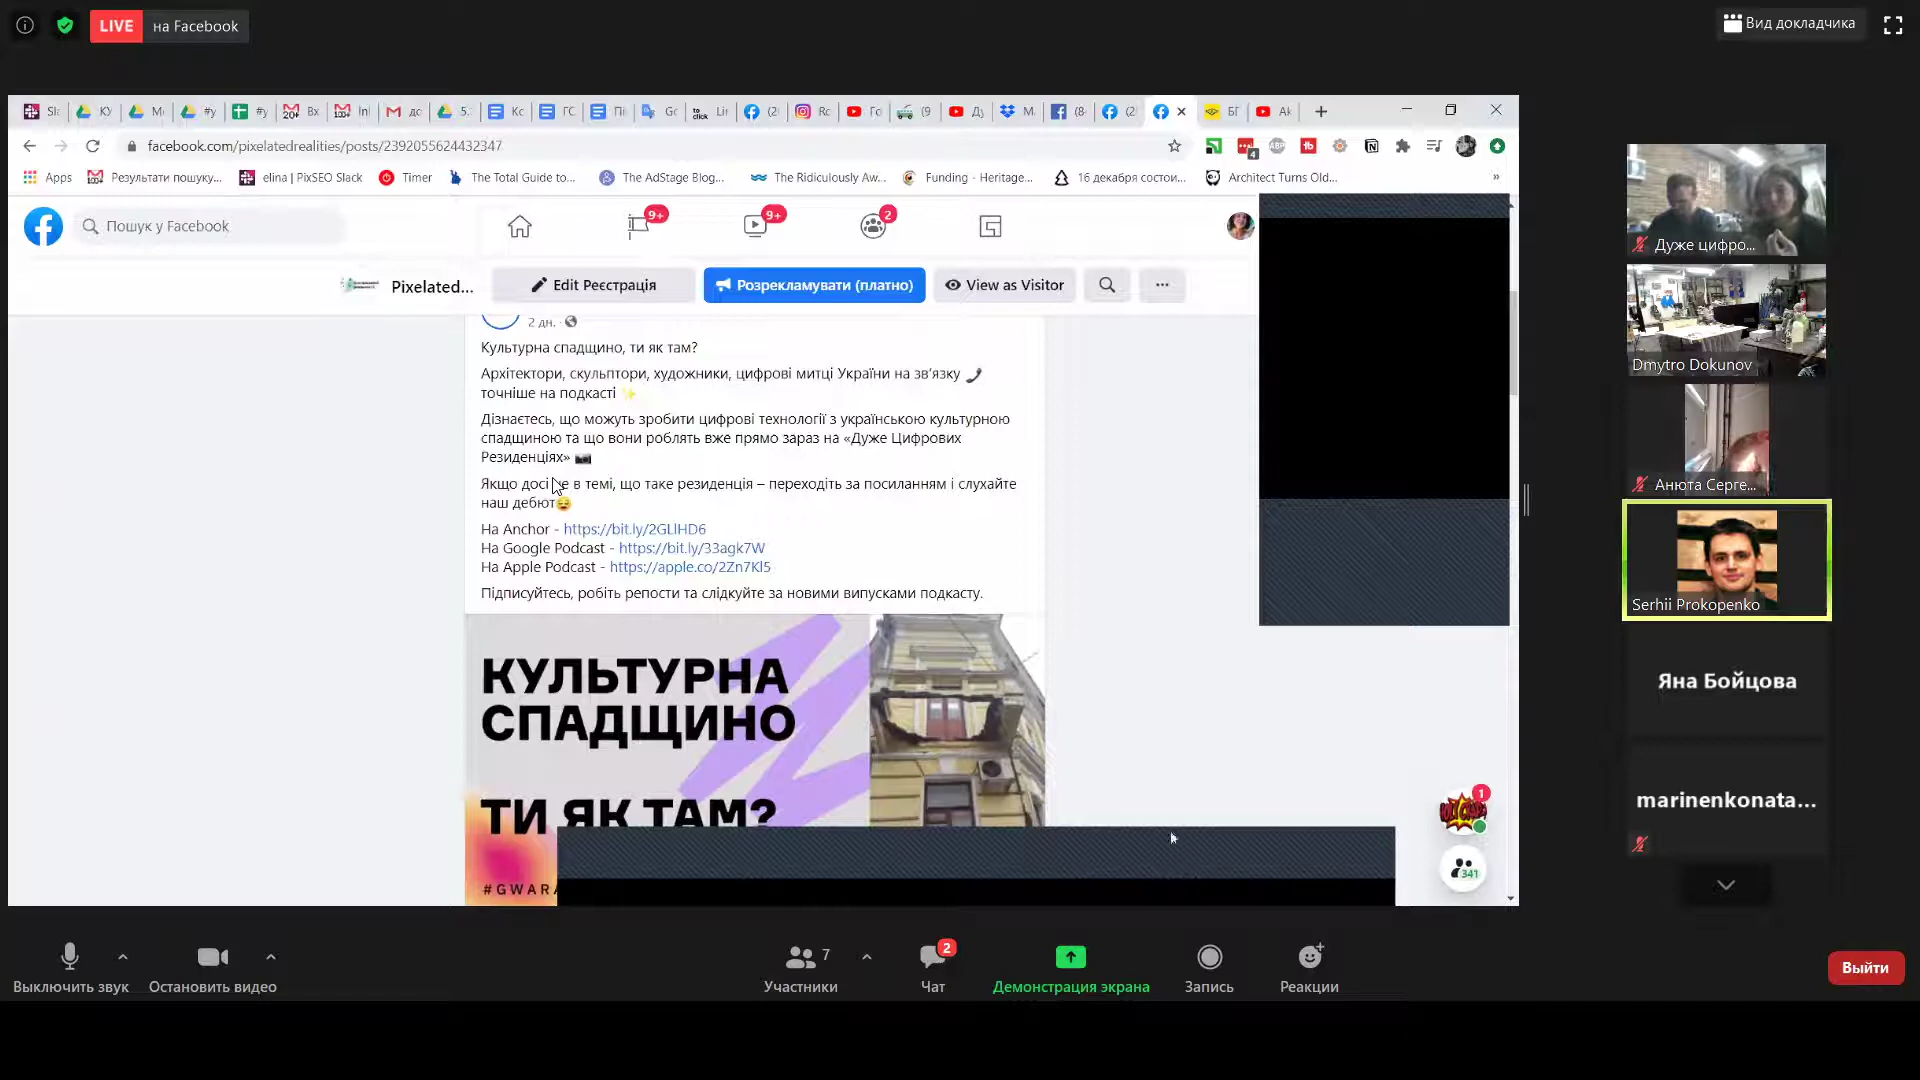 LIVE на Facebook
Вид докладчика
facebook.com/pixelatedrealities/posts/2392055624432347
Apps Результати пошуку... elina | PixSEO Slack Timer The Total Guide to... The AdStage Blog... The Ridiculously Aw... Funding - Heritage... 16 декабря состои... Architect Turns Old... »
Пошук у Facebook
9+ 9+ 2
Pixelated... Edit Реєстрація Розрекламувати (платно) View as Visitor
2 дн.
Культурна спадщино, ти як там?
Архітектори, скульптори, художники, цифрові митці України на зв’язку
точніше на подкасті
Дізнаєтесь, що можуть зробити цифрові технології з українською культурною
спадщиною та що вони роблять вже прямо зараз на «Дуже Цифрових
Резиденціях»
Якщо досі не в темі, що таке резиденція – переходіть за посиланням і слухайте
наш дебют
На Anchor - https://bit.ly/2GLlHD6
На Google Podcast - https://bit.ly/33agk7W
На Apple Podcast - https://apple.co/2Zn7Kl5
Підписуйтесь, робіть репости та слідкуйте за новими випусками подкасту.
КУЛЬТУРНА
СПАДЩИНО
ТИ ЯК ТАМ?
#GWARA
1
341
Дуже цифро...
Dmytro Dokunov
Анюта Серге...
Serhii Prokopenko
Яна Бойцова
marinenkonata...
7 2
Выключить звук Остановить видео Участники Чат Демонстрация экрана Запись Реакции Выйти